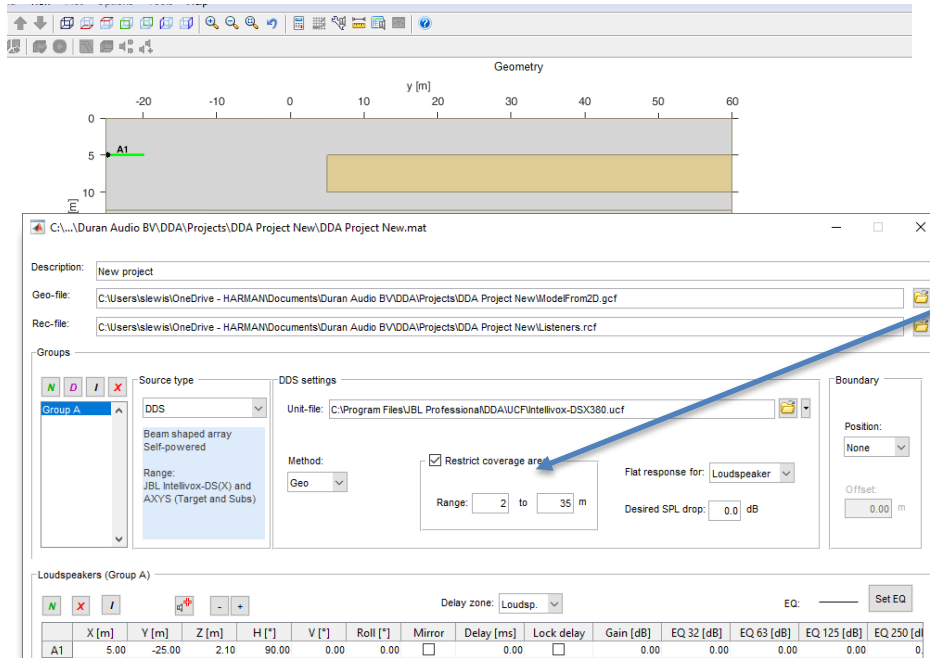 Geometry
y [m]
-20 -10 0 10 20 30 40 50 60
0
A1
5
10
[m]
C:\...\Duran Audio BV\DDA\Projects\DDA Project New\DDA Project New.mat
Description: New project
Geo-file: C:\Users\slewis\OneDrive - HARMAN\Documents\Duran Audio BV\DDA\Projects\DDA Project New\ModelFrom2D.gcf
Rec-file: C:\Users\slewis\OneDrive - HARMAN\Documents\Duran Audio BV\DDA\Projects\DDA Project New\Listeners.rcf
Groups
N D I X
Group A
Source type
DDS
Beam shaped array
Self-powered
Range:
JBL Intellivox-DS(X) and
AXYS (Target and Subs)
DDS settings
Unit-file: C:\Program Files\JBL Professional\DDA\UCF\Intellivox-DSX380.ucf
Method:
Geo
Restrict coverage area
Range: 2 to 35 m
Flat response for: Loudspeaker
Desired SPL drop: 0.0 dB
Boundary
Position:
None
Offset:
0.00 m
Loudspeakers (Group A)
N X I - + Delay zone: Loudsp. EQ: Set EQ
X [m] Y [m] Z [m] H [°] V [°] Roll [°] Mirror Delay [ms] Lock delay Gain [dB] EQ 32 [dB] EQ 63 [dB] EQ 125 [dB] EQ 250 [dB
A1 5.00 -25.00 2.10 90.00 0.00 0.00 0.00 0.00 0.00 0.00 0.00 0.